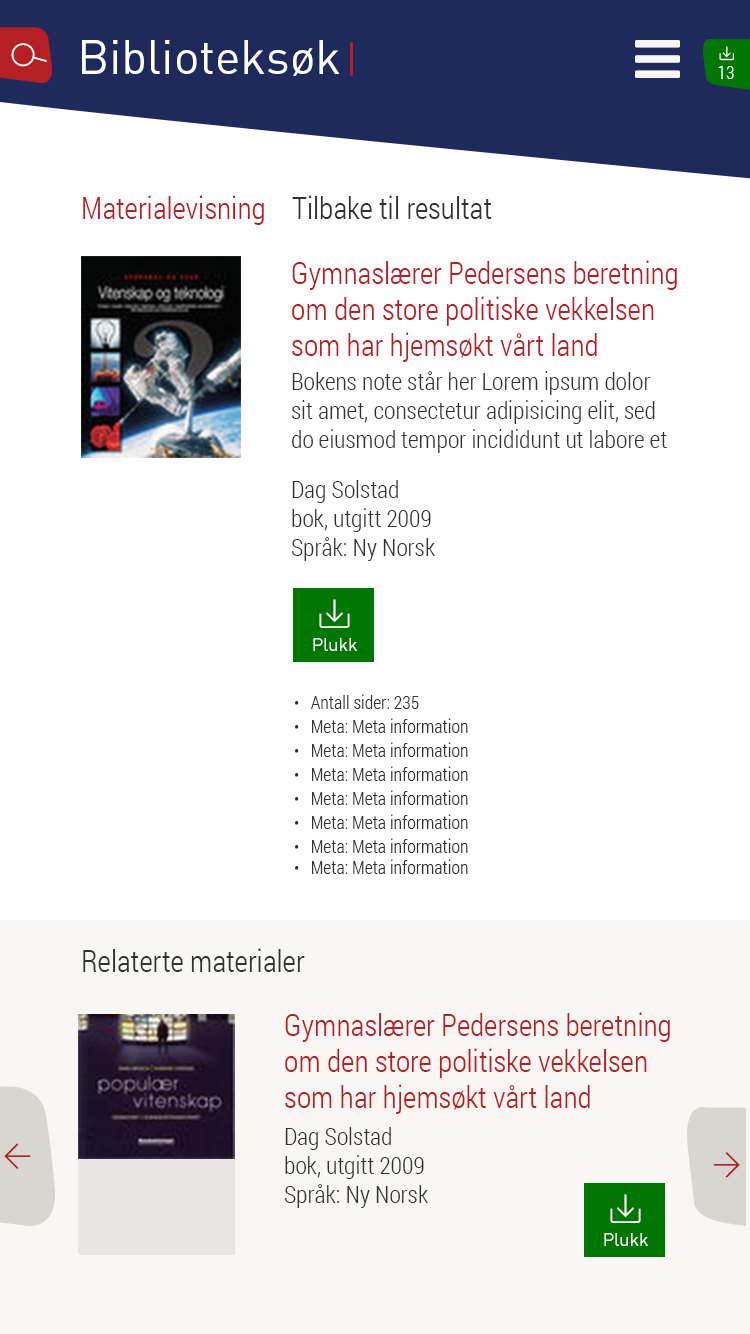 Biblioteksøk
13
Materialevisning
Tilbake til resultat
Vitenskap og teknologi
Gymnaslærer Pedersens beretning
om den store politiske vekkelsen
som har hjemsøkt vårt land
Bokens note står her Lorem ipsum dolor
sit amet, consectetur adipisicing elit, sed
do eiusmod tempor incididunt ut labore et
Dag Solstad
bok, utgitt 2009
Språk: Ny Norsk
Plukk
• Antall sider: 235
• Meta: Meta information
• Meta: Meta information
• Meta: Meta information
• Meta: Meta information
• Meta: Meta information
• Meta: Meta information
• Meta: Meta information
Relaterte materialer
populær
vitenskap
Gymnaslærer Pedersens beretning
om den store politiske vekkelsen
som har hjemsøkt vårt land
Dag Solstad
bok, utgitt 2009
Språk: Ny Norsk
Plukk